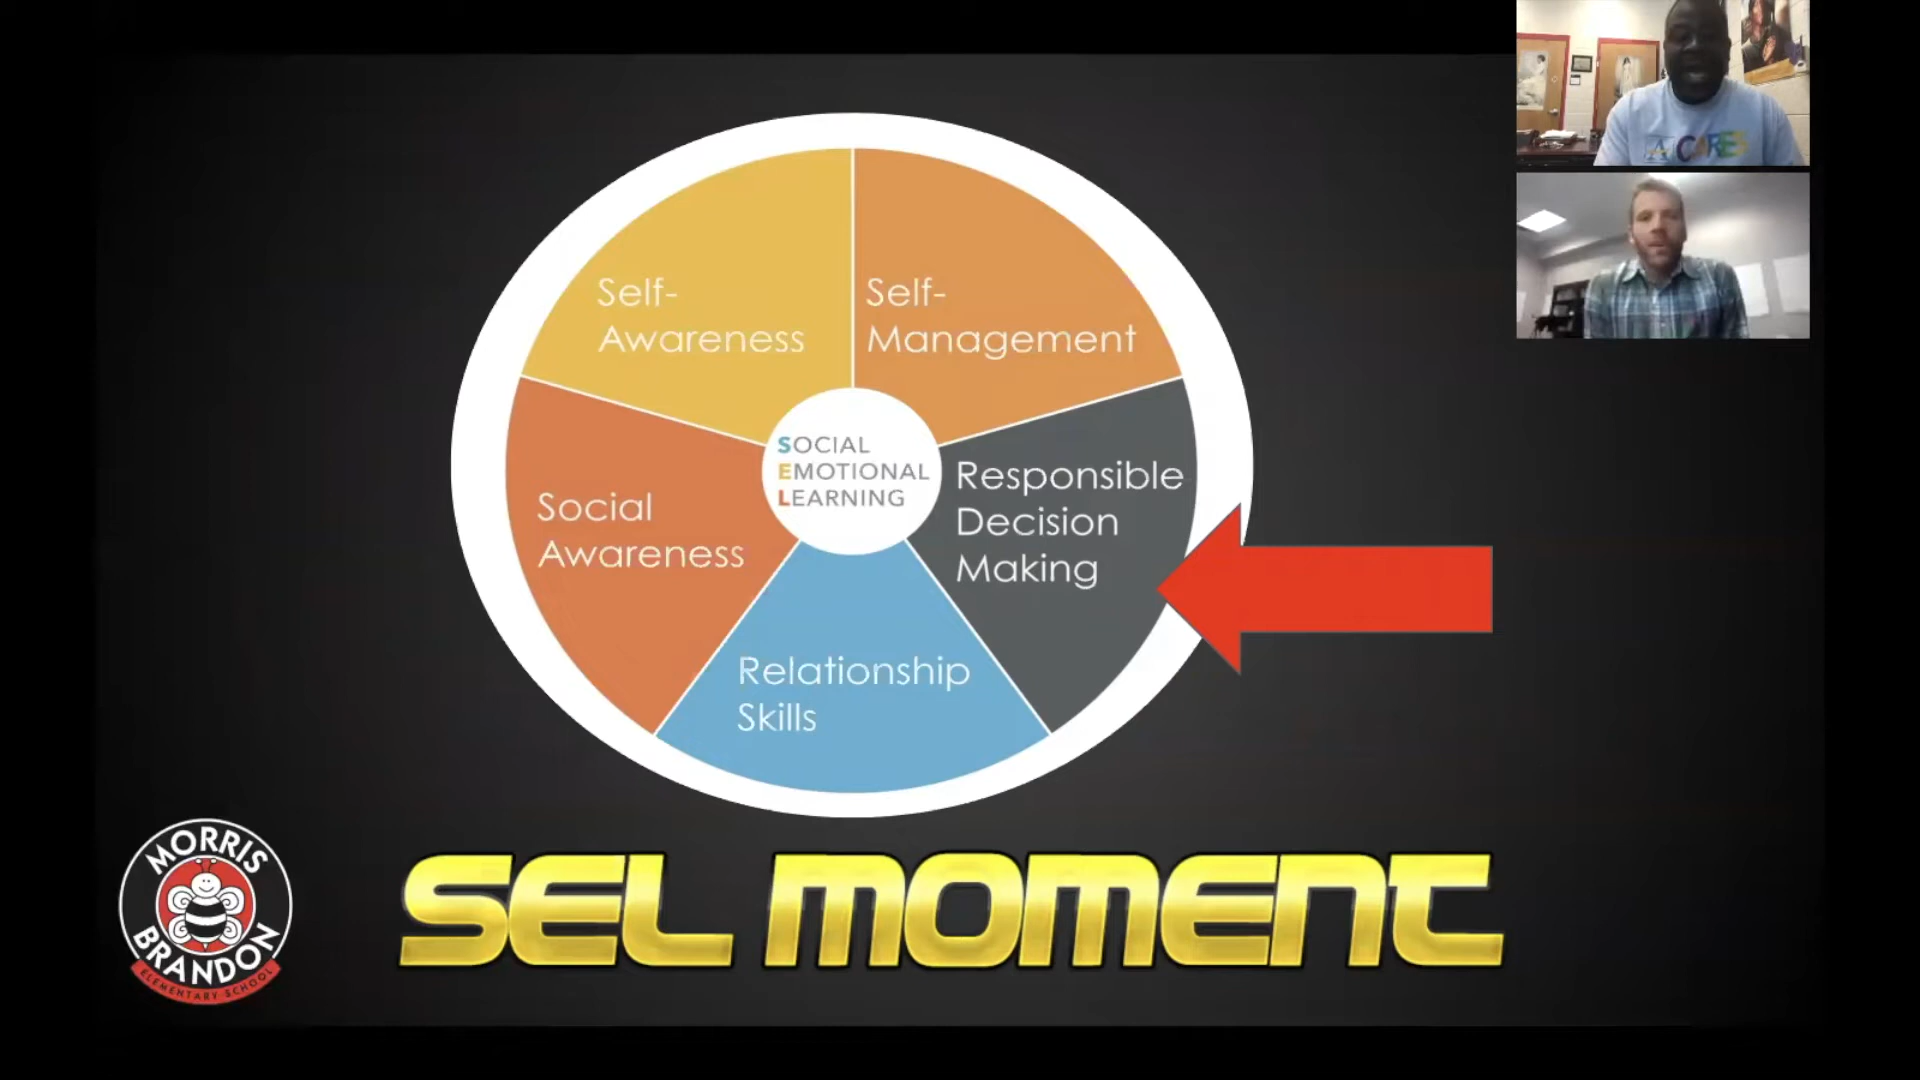 Self-
Awareness
Self-
Management
SOCIAL
EMOTIONAL
LEARNING
Responsible
Decision
Making
Social
Awareness
Relationship
Skills
MORRIS
BRANDON
ELEMENTARY SCHOOL
SEL MOMENT